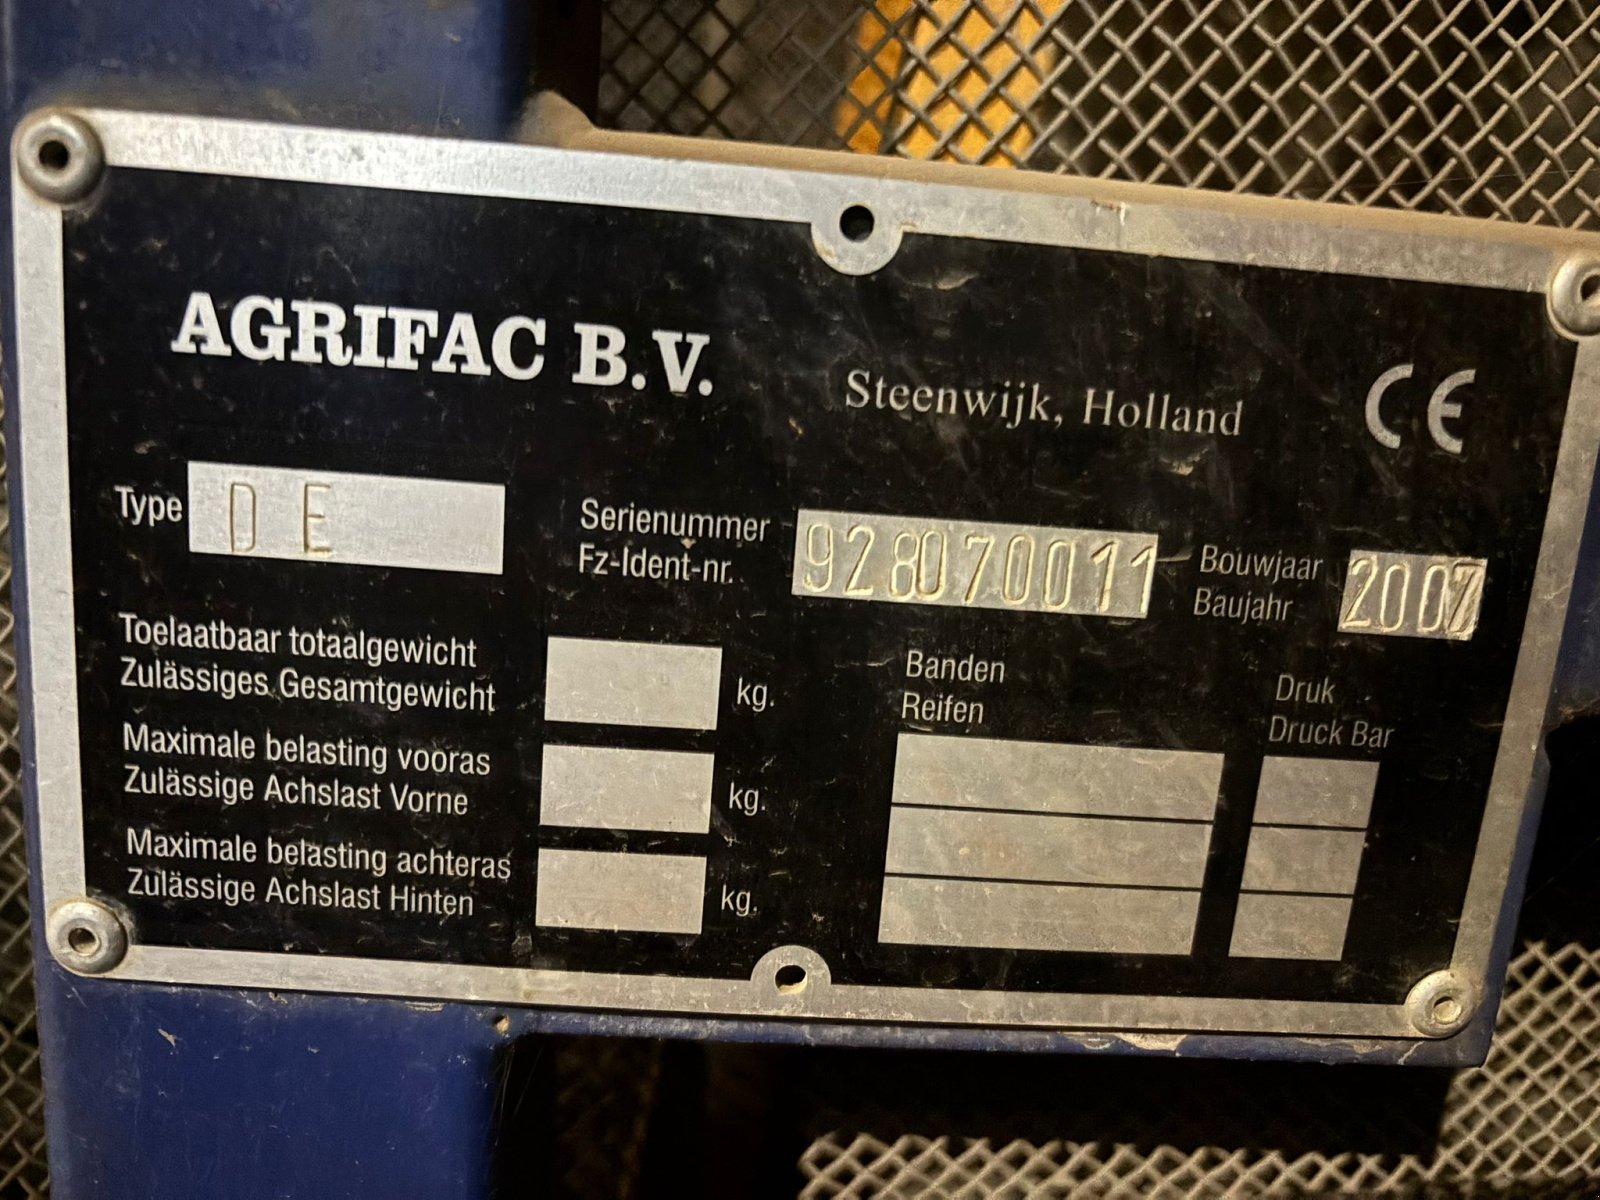 AGRIFAC B.V. Steenwijk, Holland CE
Type D E
Serienummer
Fz-Ident-nr. 928070011
Bouwjaar
Baujahr 2007
Toelaatbaar totaalgewicht
Zulässiges Gesamtgewicht kg.
Maximale belasting vooras
Zulässige Achslast Vorne kg.
Maximale belasting achteras
Zulässige Achslast Hinten kg.
Banden
Reifen
Druk
Druck Bar